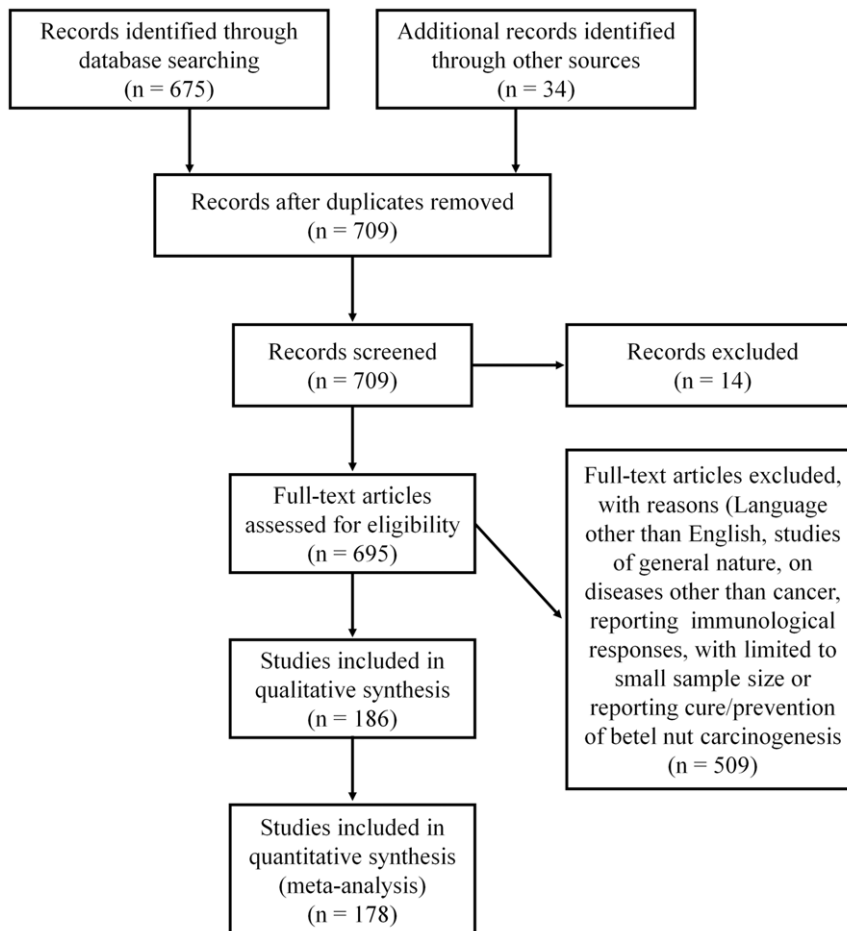 Records identified through
database searching
(n = 675)
Additional records identified
through other sources
(n = 34)
Records after duplicates removed
(n = 709)
Records screened
(n = 709)
Records excluded
(n = 14)
Full-text articles
assessed for eligibility
(n = 695)
Full-text articles excluded,
with reasons (Language
other than English, studies
of general nature, on
diseases other than cancer,
reporting immunological
responses, with limited to
small sample size or
reporting cure/prevention
of betel nut carcinogenesis
(n = 509)
Studies included in
qualitative synthesis
(n = 186)
Studies included in
quantitative synthesis
(meta-analysis)
(n = 178)